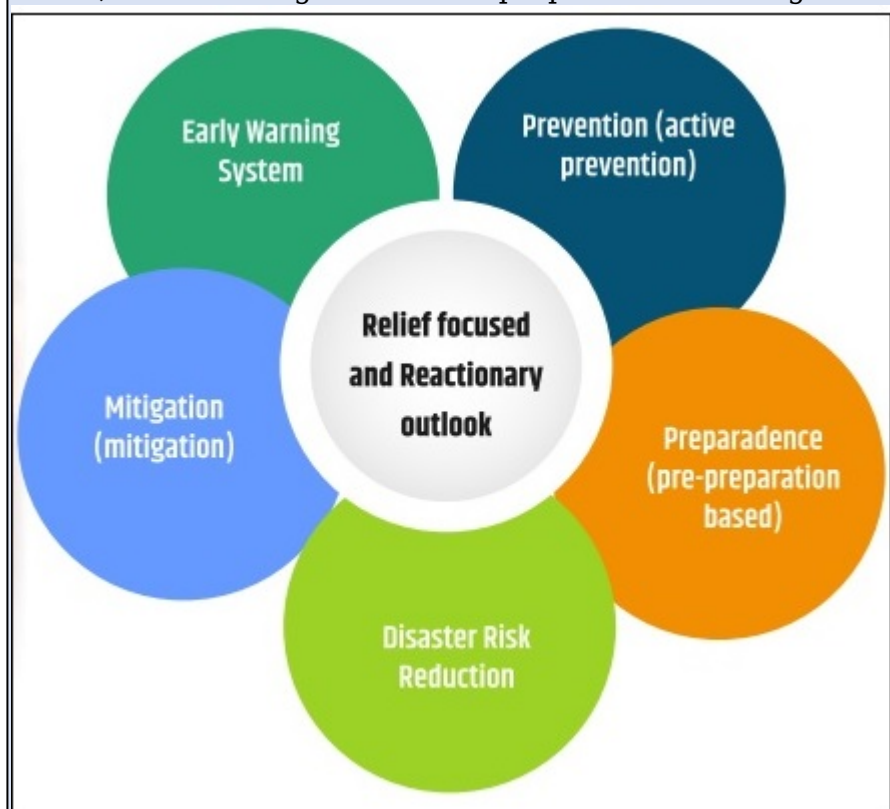 Early Warning
System
Prevention (active
prevention)
Relief focused
and Reactionary
outlook
Mitigation
(mitigation)
Preparadence
(pre-preparation
based)
Disaster Risk
Reduction